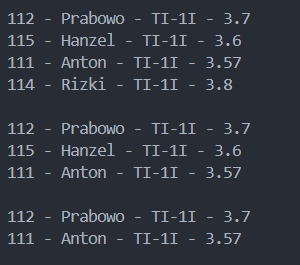 112 - Prabowo - TI-1I - 3.7
115 - Hanzel - TI-1I - 3.6
111 - Anton - TI-1I - 3.57
114 - Rizki - TI-1I - 3.8

112 - Prabowo - TI-1I - 3.7
115 - Hanzel - TI-1I - 3.6
111 - Anton - TI-1I - 3.57

112 - Prabowo - TI-1I - 3.7
111 - Anton - TI-1I - 3.57